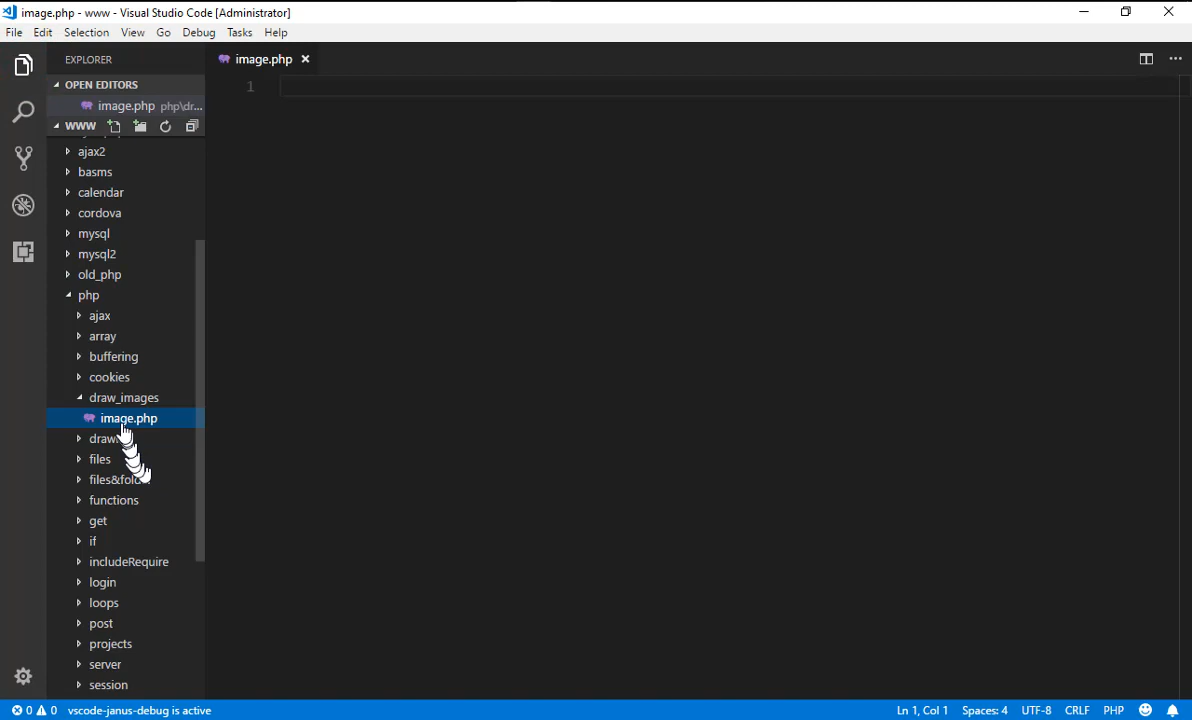 image.php - www - Visual Studio Code [Administrator]
File Edit Selection View Go Debug Tasks Help
EXPLORER
image.php
OPEN EDITORS
image.php php\dr...
WWW
1
ajax2
basms
calendar
cordova
mysql
mysql2
old_php
php
ajax
array
buffering
cookies
draw_images
image.php
files
functions
get
if
includeRequire
login
loops
post
projects
server
session
0 0 vscode-janus-debug is active Ln 1, Col 1 Spaces: 4 UTF-8 CRLF PHP